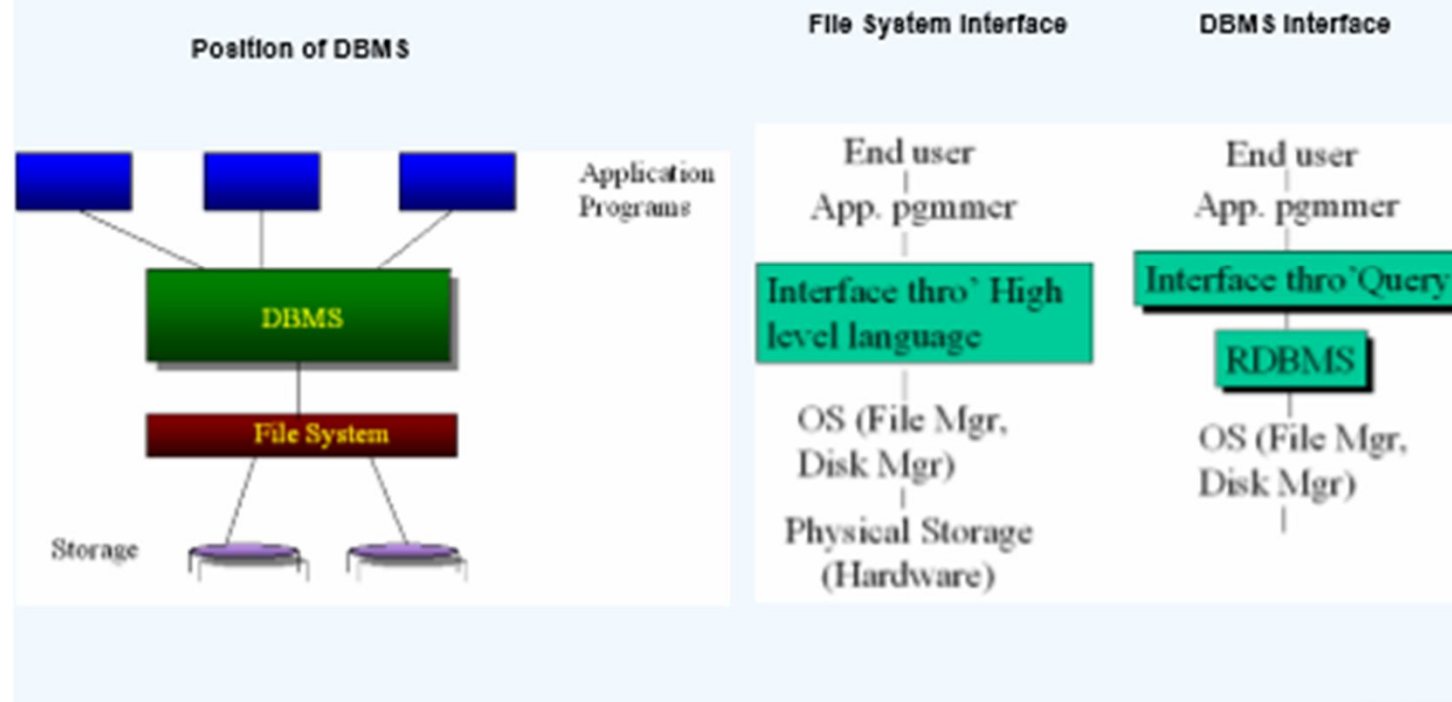 Position of DBMS
Application
Programs
DBMS
File System
Storage
File System Interface
End user
App. pgmmer
Interface thro' High
level language
OS (File Mgr,
Disk Mgr)
Physical Storage
(Hardware)
DBMS Interface
End user
App. pgmmer
Interface thro'Query
RDBMS
OS (File Mgr,
Disk Mgr)